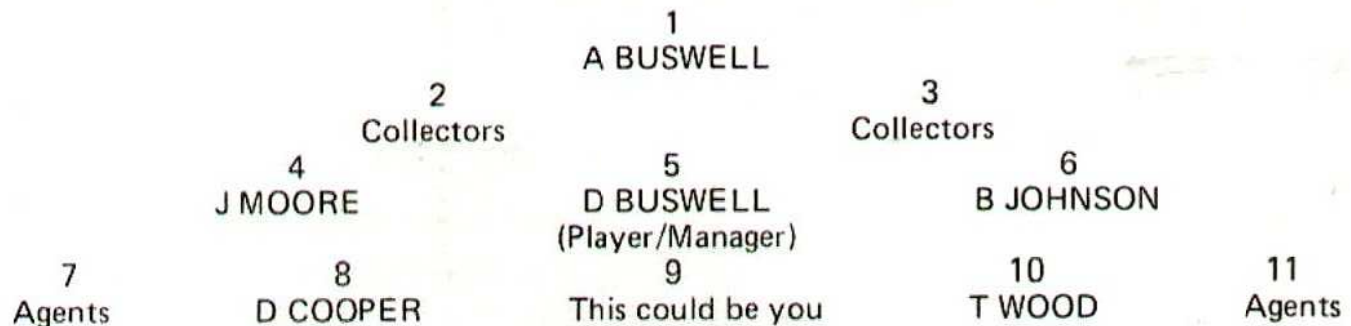 1
A BUSWELL
2 3
Collectors Collectors
4 5 6
J MOORE D BUSWELL B JOHNSON
(Player/Manager)
7 8 9 10 11
Agents D COOPER This could be you T WOOD Agents